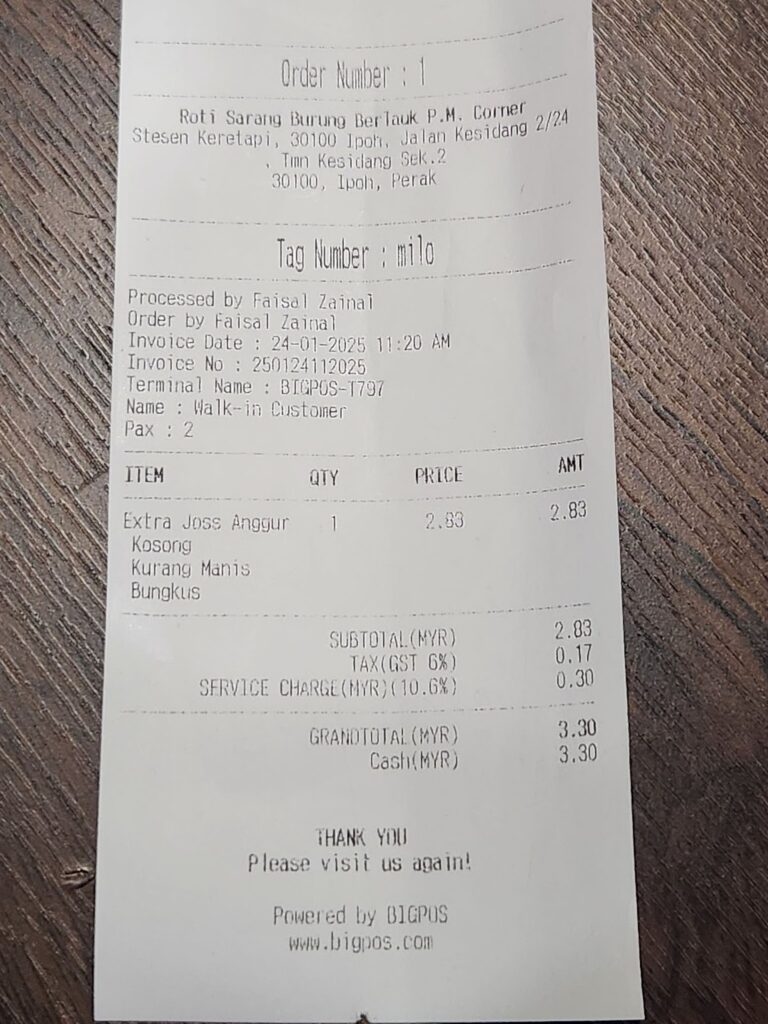 Order Number : 1
Roti Sarang Burung Berlauk P.M. Corner
Stesen Keretapi, 30100 Ipoh, Jalan Kesidang 2/24
, Tmn Kesidang Sek.2
30100, Ipoh, Perak
Tag Number : milo
Processed by Faisal Zainal
Order by Faisal Zainal
Invoice Date : 24-01-2025 11:20 AM
Invoice No : 250124112025
Terminal Name : BIGPOS-T797
Name : Walk-in Customer
Pax : 2
ITEM QTY PRICE AMT
Extra Joss Anggur 1 2.83 2.83
Kosong
Kurang Manis
Bungkus
SUBTOTAL(MYR) 2.83
TAX(GST 6%) 0.17
SERVICE CHARGE(MYR)(10.6%) 0.30
GRANDTOTAL(MYR) 3.30
Cash(MYR) 3.30
THANK YOU
Please visit us again!
Powered by BIGPOS
www.bigpos.com